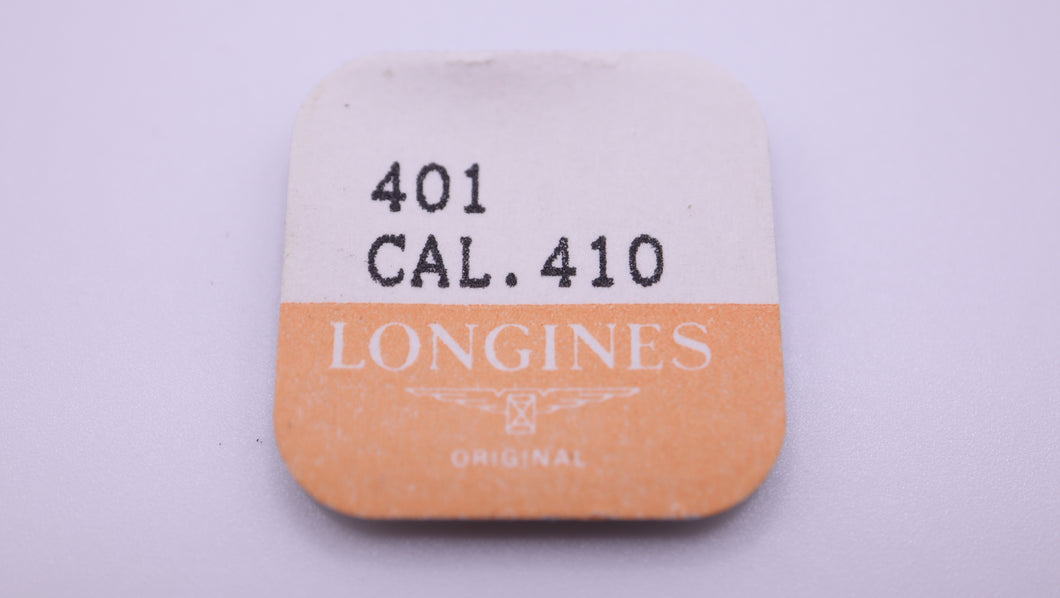 401
CAL. 410
LONGINES
ORIGINAL